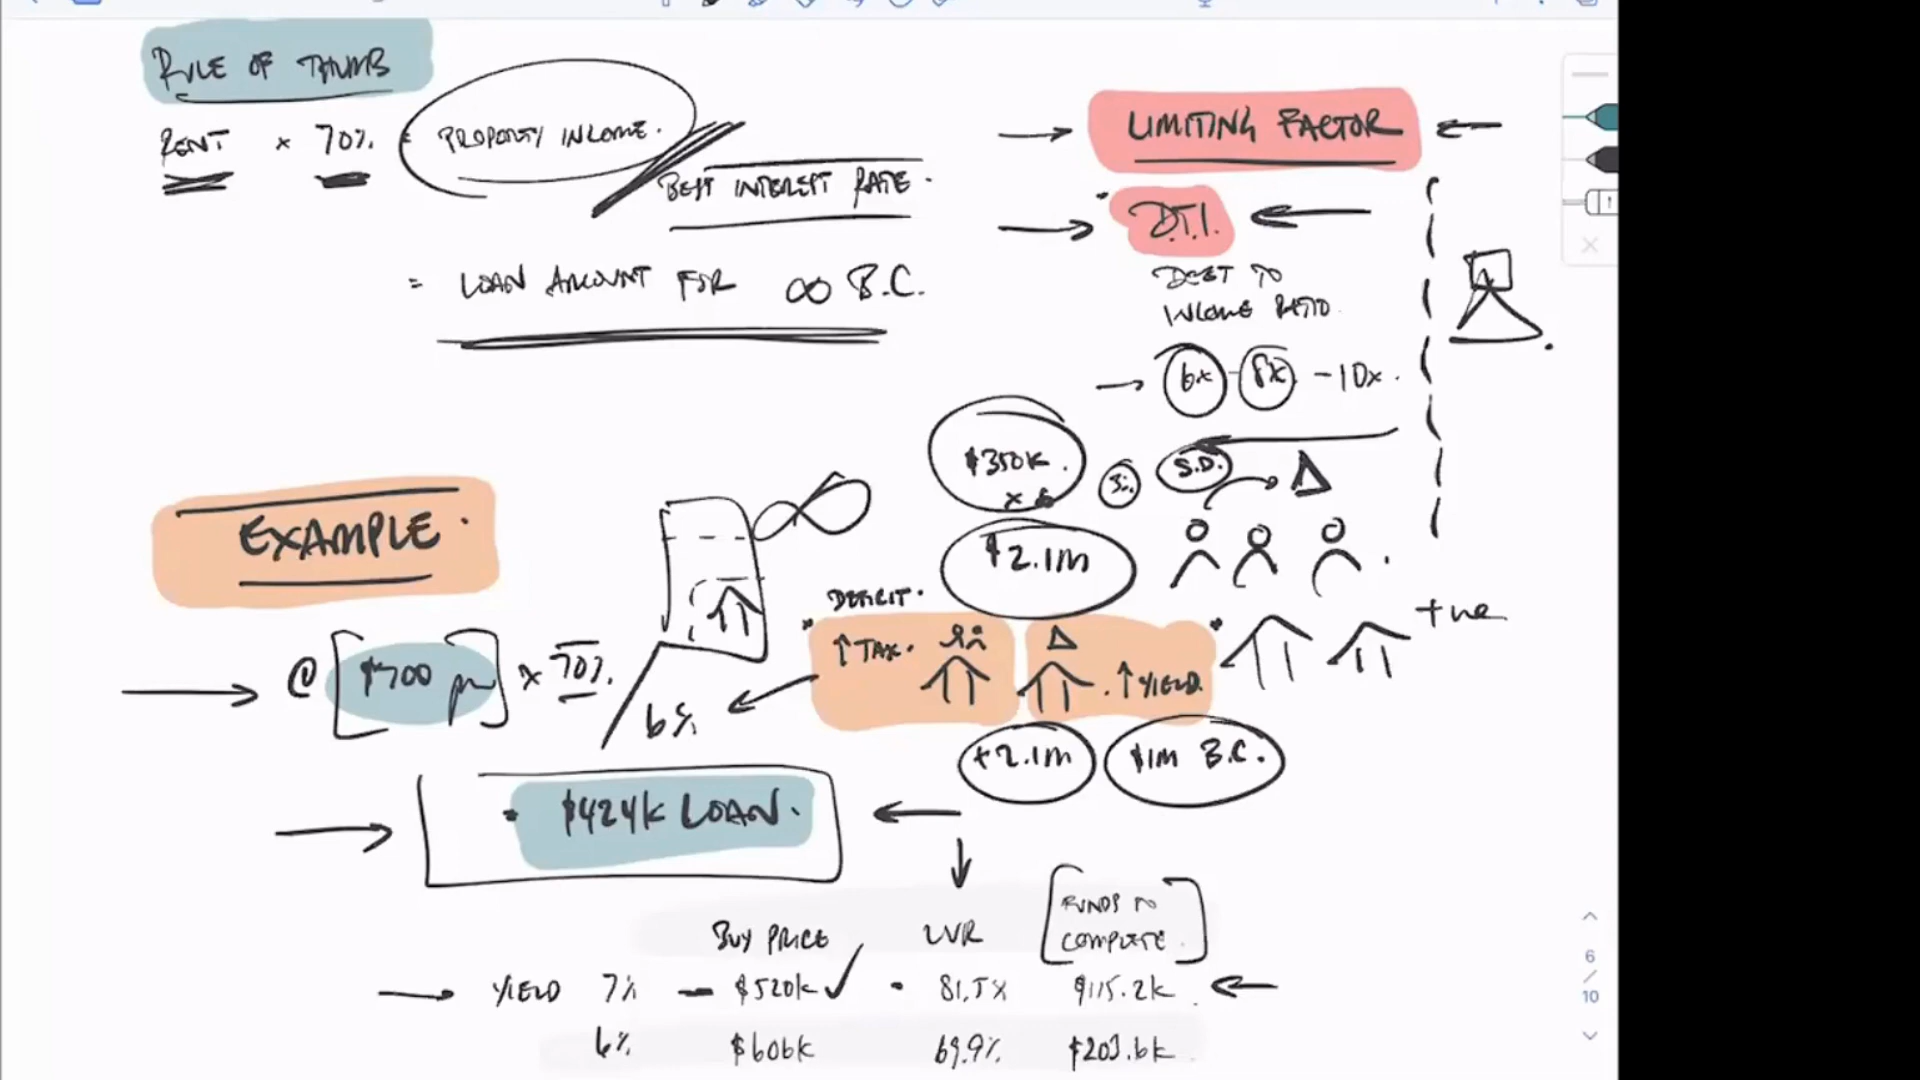 RULE OF THUMB
RENT × 70% = PROPERTY INCOME.
BEST INTEREST RATE.
= LOAN AMOUNT FOR ∞ B.C.
LIMITING FACTOR
D.T.I.
DEBT TO
INCOME RATIO.
6x - 8x - 10x.
$350K.
x 6
3%
S.D.
Δ
$2.1M
EXAMPLE.
@ [$700 pw] × 70%.
6%
DEFICIT.
↑TAX.
↑YIELD.
+ve
+2.1M
$1M B.C.
= $424K LOAN.
BUY PRICE
LVR
FUNDS TO
COMPLETE.
YIELD 7% - $520K ✓ · 81.5% $115.2K
6% $606K 69.9% $203.6K
6
/
10